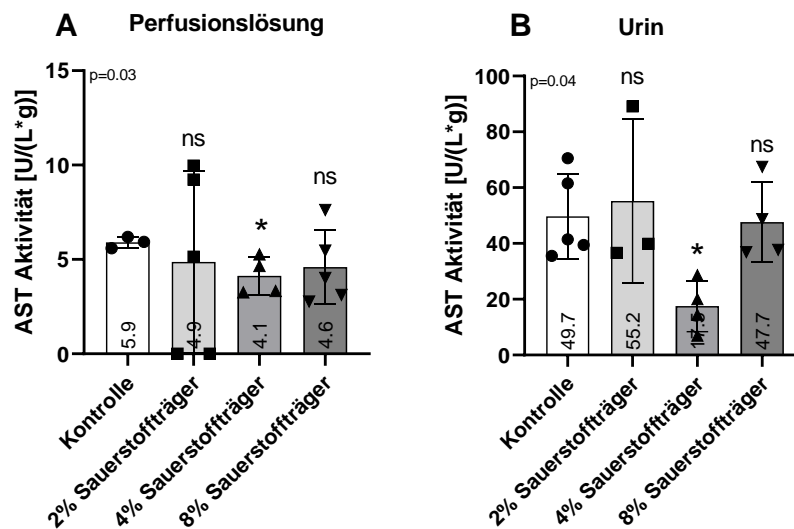 A Perfusionslösung
AST Aktivität [U/(L*g)]
15
10
5
0
p=0.03
ns
*
ns
5.9
4.9
4.1
4.6
Kontrolle
2% Sauerstoffträger
4% Sauerstoffträger
8% Sauerstoffträger
B Urin
AST Aktivität [U/(L*g)]
100
80
60
40
20
0
p=0.04
ns
*
ns
49.7
55.2
47.7
Kontrolle
2% Sauerstoffträger
4% Sauerstoffträger
8% Sauerstoffträger